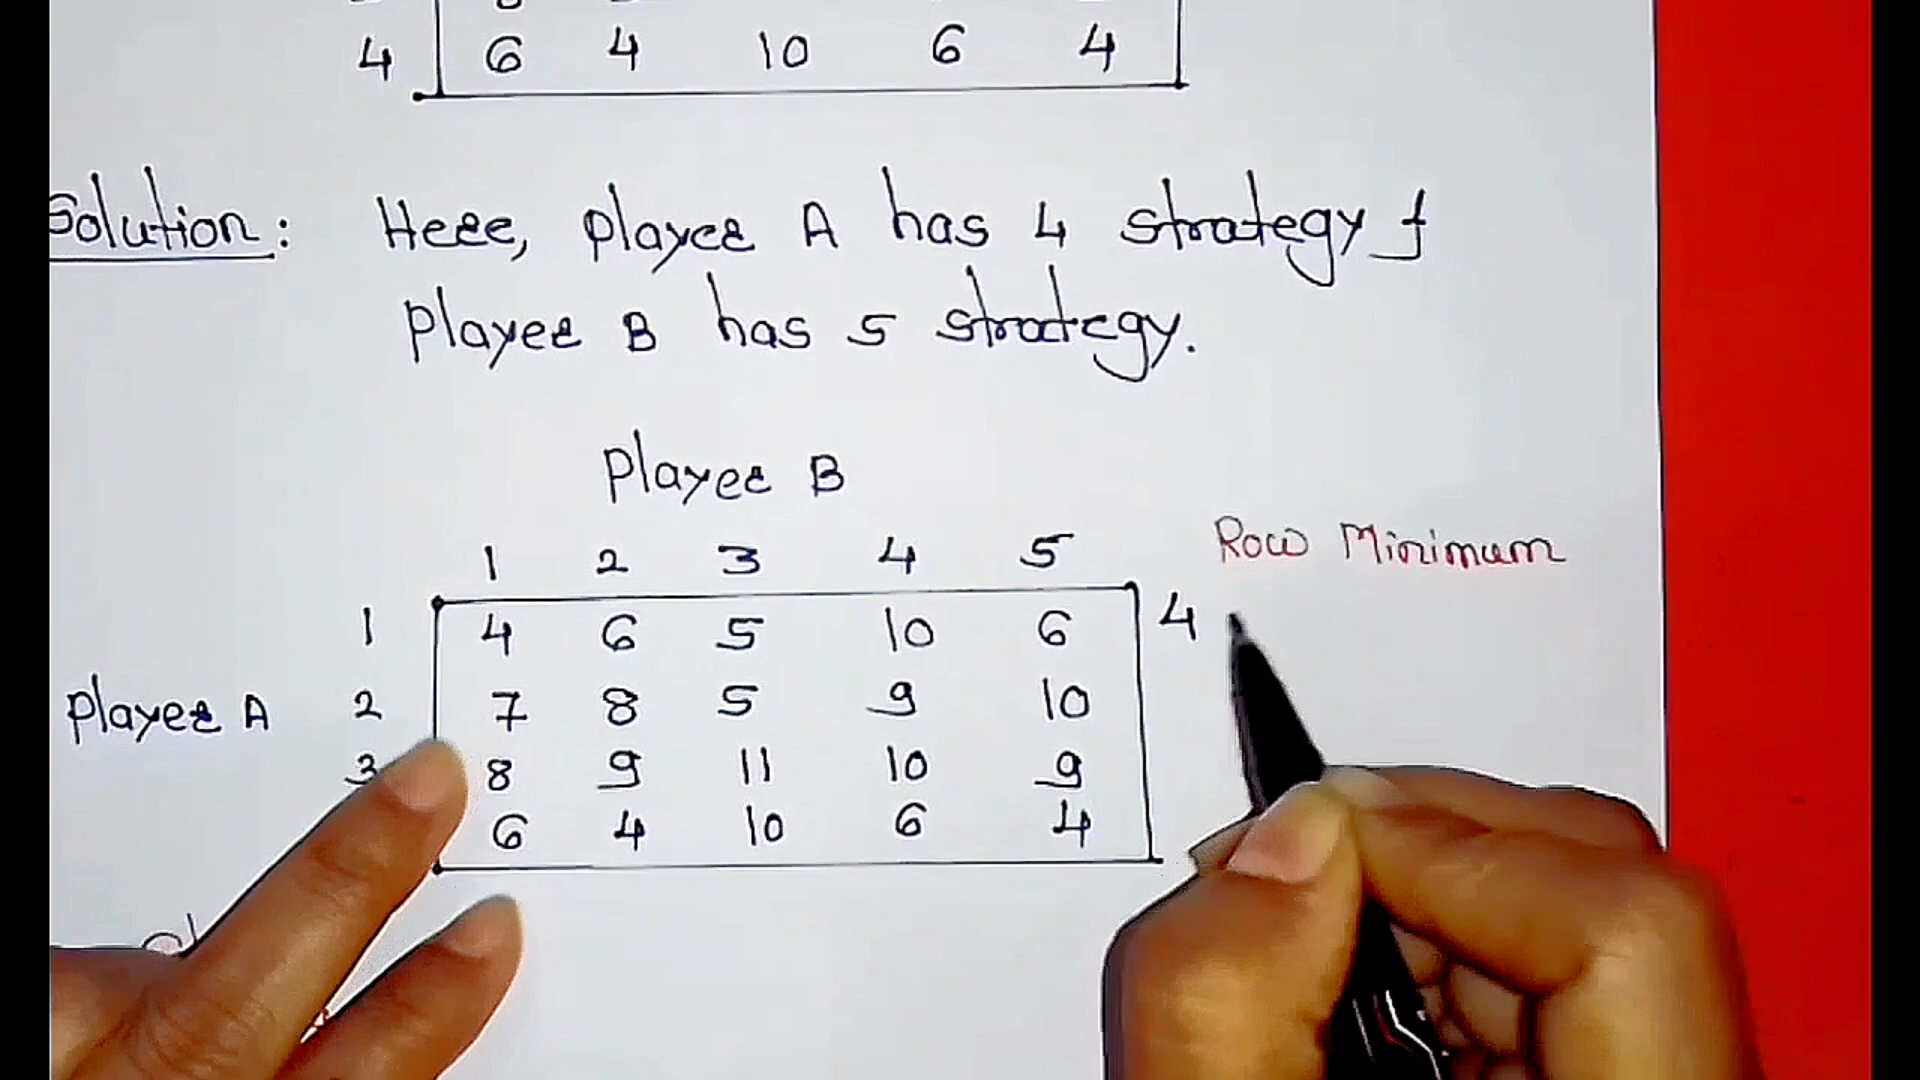 4 6 4 10 6 4
Solution: Here, player A has 4 strategy &
player B has 5 strategy.
Player B
1 2 3 4 5 Row Minimum
1 4 6 5 10 6 4
Player A 2 7 8 5 9 10
3 8 9 11 10 9
6 4 10 6 4